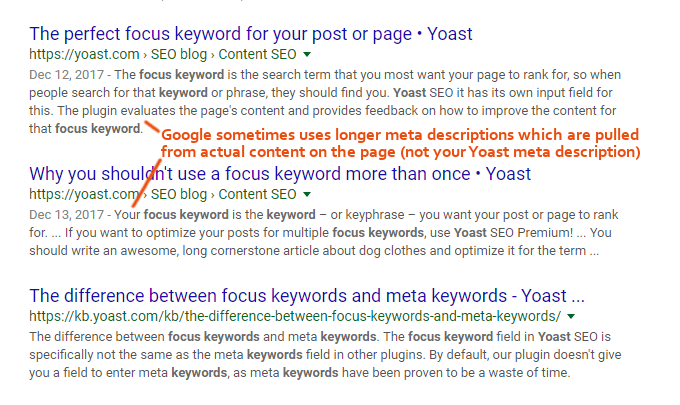 The perfect focus keyword for your post or page • Yoast
https://yoast.com › SEO blog › Content SEO
Dec 12, 2017 - The focus keyword is the search term that you most want your page to rank for, so when
people search for that keyword or phrase, they should find you. Yoast SEO it has its own input field for
this. The plugin evaluates the page's content and provides feedback on how to improve the content for
that focus keyword.
Google sometimes uses longer meta descriptions which are pulled
from actual content on the page (not your Yoast meta description)
Why you shouldn't use a focus keyword more than once • Yoast
https://yoast.com › SEO blog › Content SEO
Dec 13, 2017 - Your focus keyword is the keyword – or keyphrase – you want your post or page to rank
for. ... If you want to optimize your posts for multiple focus keywords, use Yoast SEO Premium! ... You
should write an awesome, long cornerstone article about dog clothes and optimize it for the term ...
The difference between focus keywords and meta keywords - Yoast ...
https://kb.yoast.com/kb/the-difference-between-focus-keywords-and-meta-keywords/
The difference between focus keywords and meta keywords. The focus keyword field in Yoast SEO is
specifically not the same as the meta keywords field in other plugins. By default, our plugin doesn't give
you a field to enter meta keywords, as meta keywords have been proven to be a waste of time.